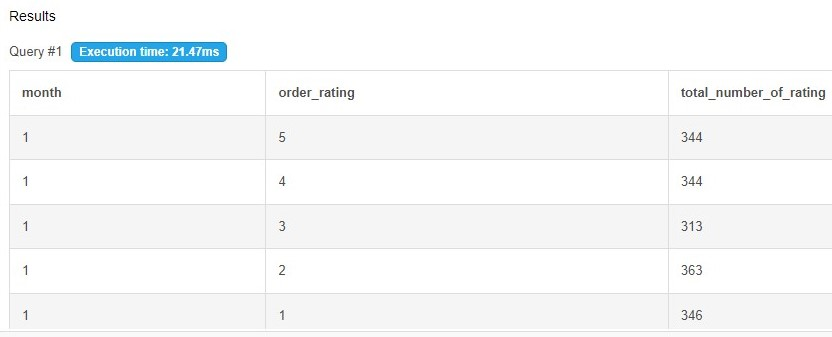 Results
Query #1 Execution time: 21.47ms
month order_rating total_number_of_rating
1 5 344
1 4 344
1 3 313
1 2 363
1 1 346